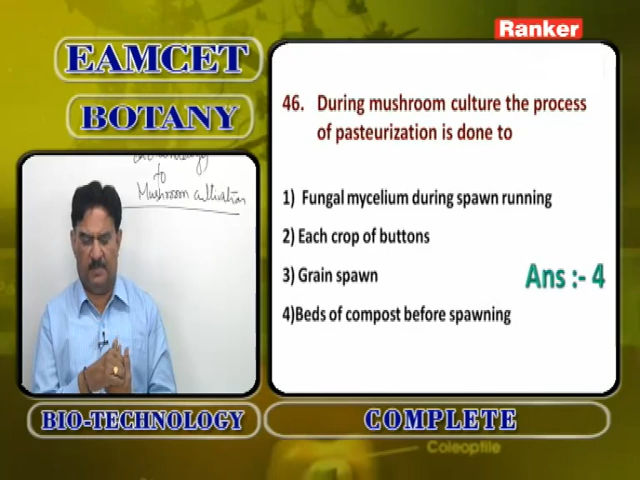 Ranker
EAMCET
BOTANY
to
Mushroom cultivation
46. During mushroom culture the process
of pasteurization is done to
1) Fungal mycelium during spawn running
2) Each crop of buttons
3) Grain spawn
Ans :- 4
4)Beds of compost before spawning
BIO-TECHNOLOGY
COMPLETE
Coleoptile